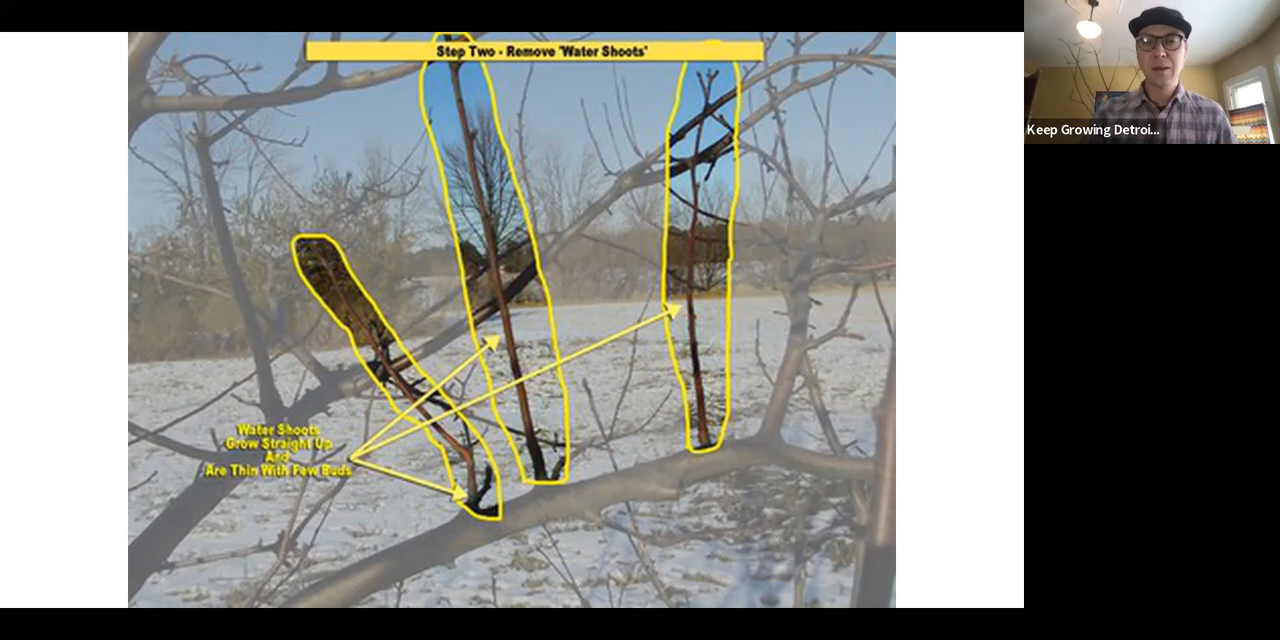 Step Two - Remove 'Water Shoots'
Keep Growing Detroi...
Water Shoots
Grow Straight Up
And
Are Thin With Few Buds